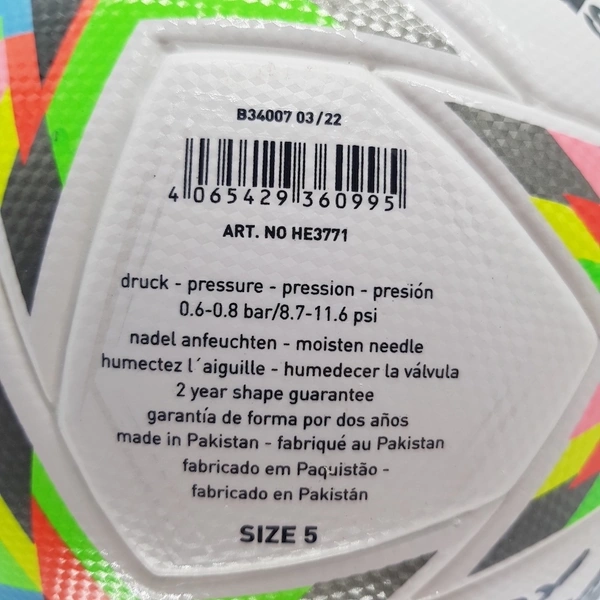 B34007 03/22
4 065429 360995
ART. NO HE3771
druck - pressure - pression - presión
0.6-0.8 bar/8.7-11.6 psi
nadel anfeuchten - moisten needle
humectez l´aiguille - humedecer la válvula
2 year shape guarantee
garantía de forma por dos años
made in Pakistan - fabriqué au Pakistan
fabricado em Paquistão -
fabricado en Pakistán
SIZE 5